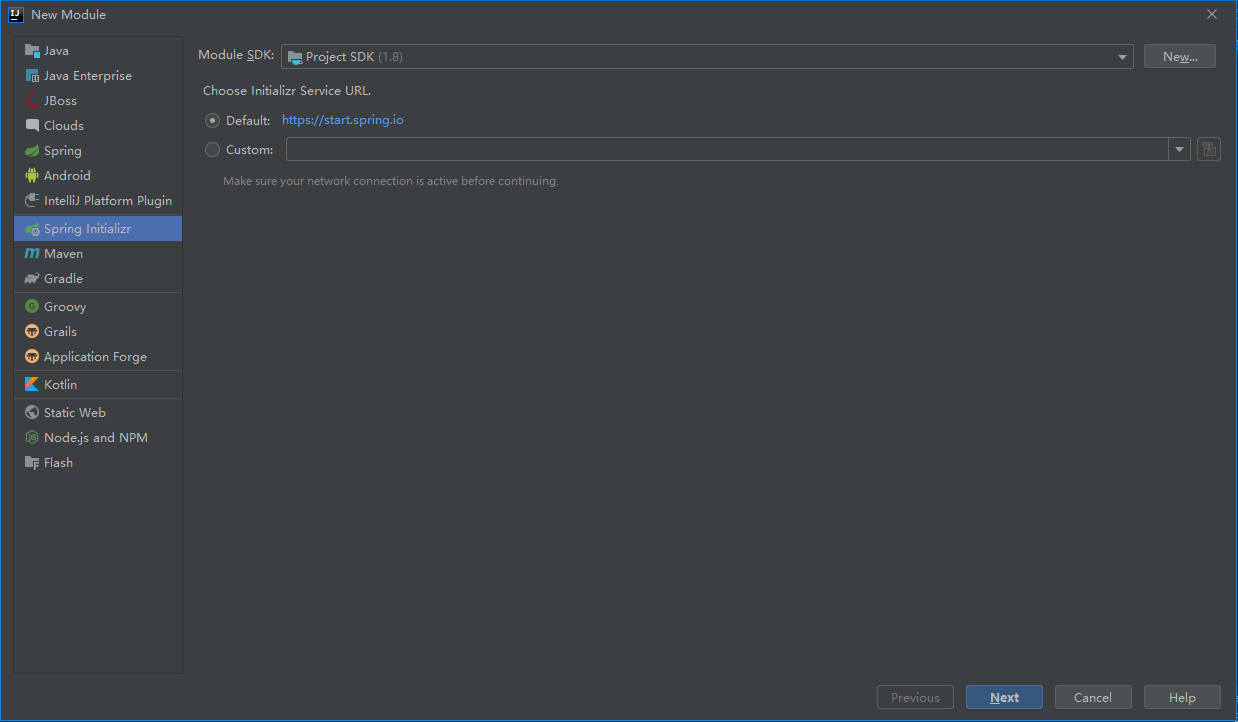 New Module
Java
Java Enterprise
JBoss
Clouds
Spring
Android
IntelliJ Platform Plugin
Spring Initializr
Maven
Gradle
Groovy
Grails
Application Forge
Kotlin
Static Web
Node.js and NPM
Flash
Module SDK: Project SDK (1.8) New...
Choose Initializr Service URL.
Default: https://start.spring.io
Custom:
Make sure your network connection is active before continuing.
Previous Next Cancel Help